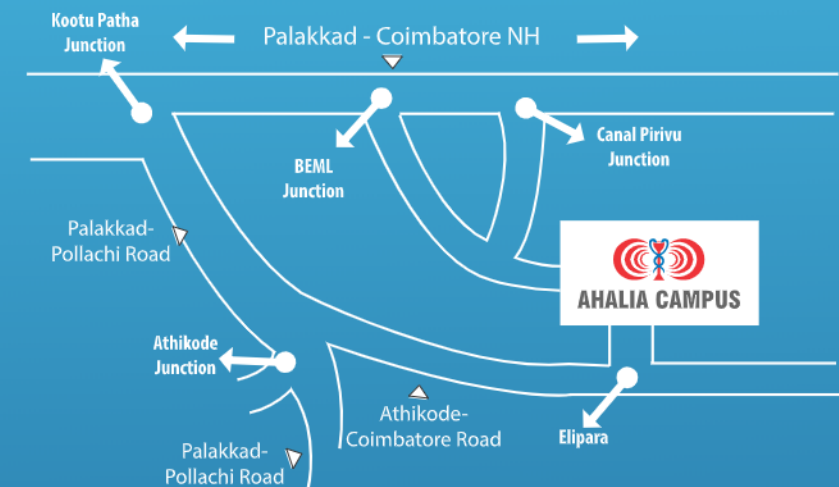 Kootu Patha
Junction
Palakkad - Coimbatore NH
BEML
Junction
Canal Pirivu
Junction
Palakkad-
Pollachi Road
AHALIA CAMPUS
Athikode
Junction
Athikode-
Coimbatore Road
Elipara
Palakkad-
Pollachi Road